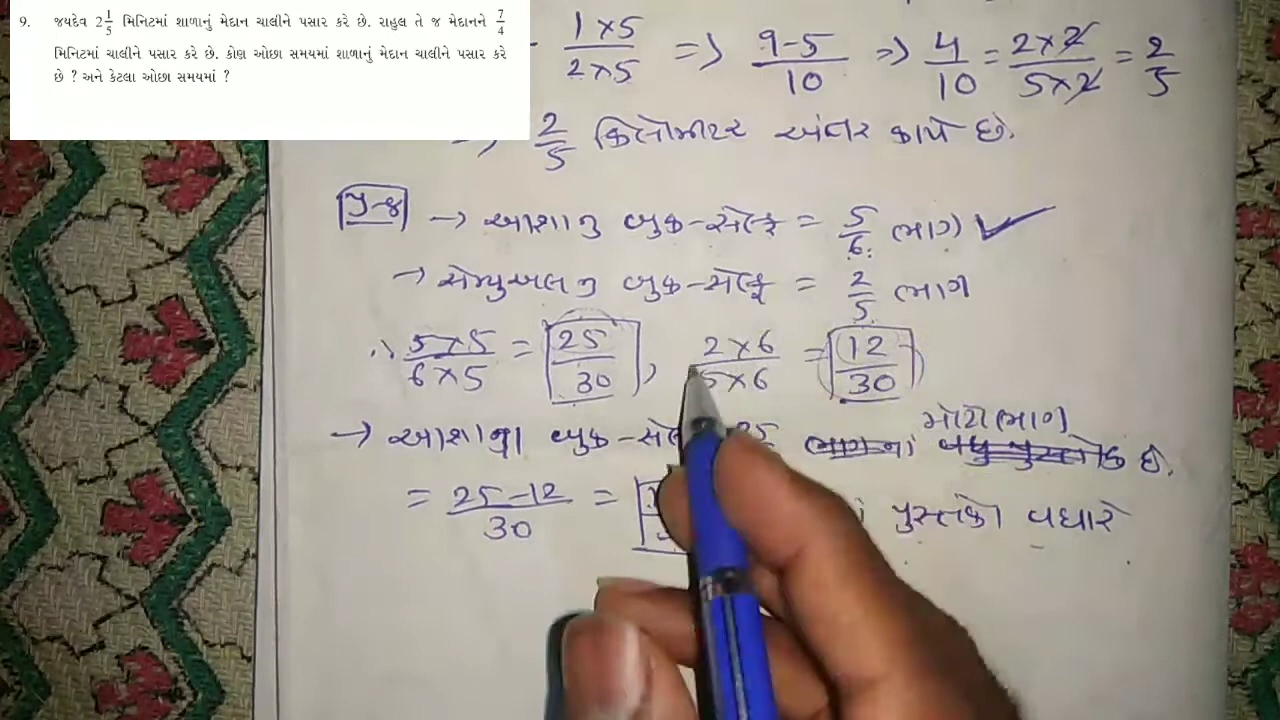 9. જયદેવ 2 1/5 મિનિટમાં શાળાનું મેદાન ચાલીને પસાર કરે છે. રાહુલ તે જ મેદાનને 7/4
મિનિટમાં ચાલીને પસાર કરે છે. કોણ ઓછા સમયમાં શાળાનું મેદાન ચાલીને પસાર કરે
છે ? અને કેટલા ઓછા સમયમાં ?
1×5/2×5 => 9-5/10 => 4/10 = 2×2/5×2 = 2/5
2/5 કિલોમીટર અંતર કાપે છે.
પ્ર-૪ → આશાનુ બુક-સેલ્ફ = 5/6 ભાગ ✓
→ સેમ્યુઅલનુ બુક-સેલ્ફ = 2/5 ભાગ
∴ 5×5/6×5 = 25/30, 2×6/5×6 = 12/30
મોટોભાગ
→ આશાના બુક-સે છે.
= 25-12/30 = પુસ્તકો વધારે